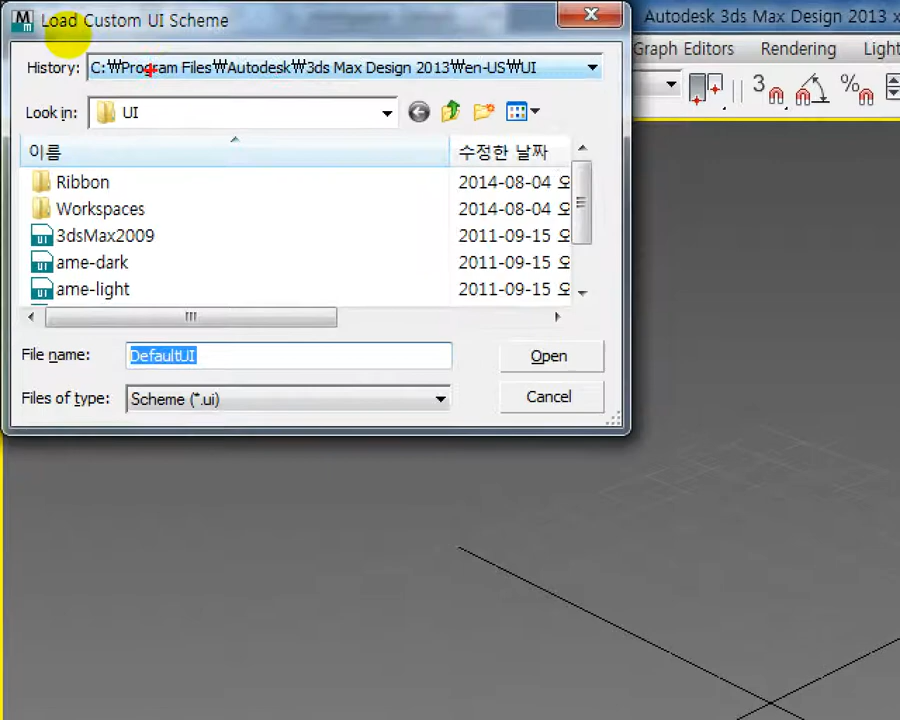 Load Custom UI Scheme
Autodesk 3ds Max Design 2013 x
Graph Editors Rendering Light
History: C:₩Program Files₩Autodesk₩3ds Max Design 2013₩en-US₩UI
3 %
Look in: UI
이름 수정한 날짜
Ribbon 2014-08-04 오
Workspaces 2014-08-04 오
3dsMax2009 2011-09-15 오
ame-dark 2011-09-15 오
ame-light 2011-09-15 오
File name: DefaultUI Open
Files of type: Scheme (*.ui) Cancel